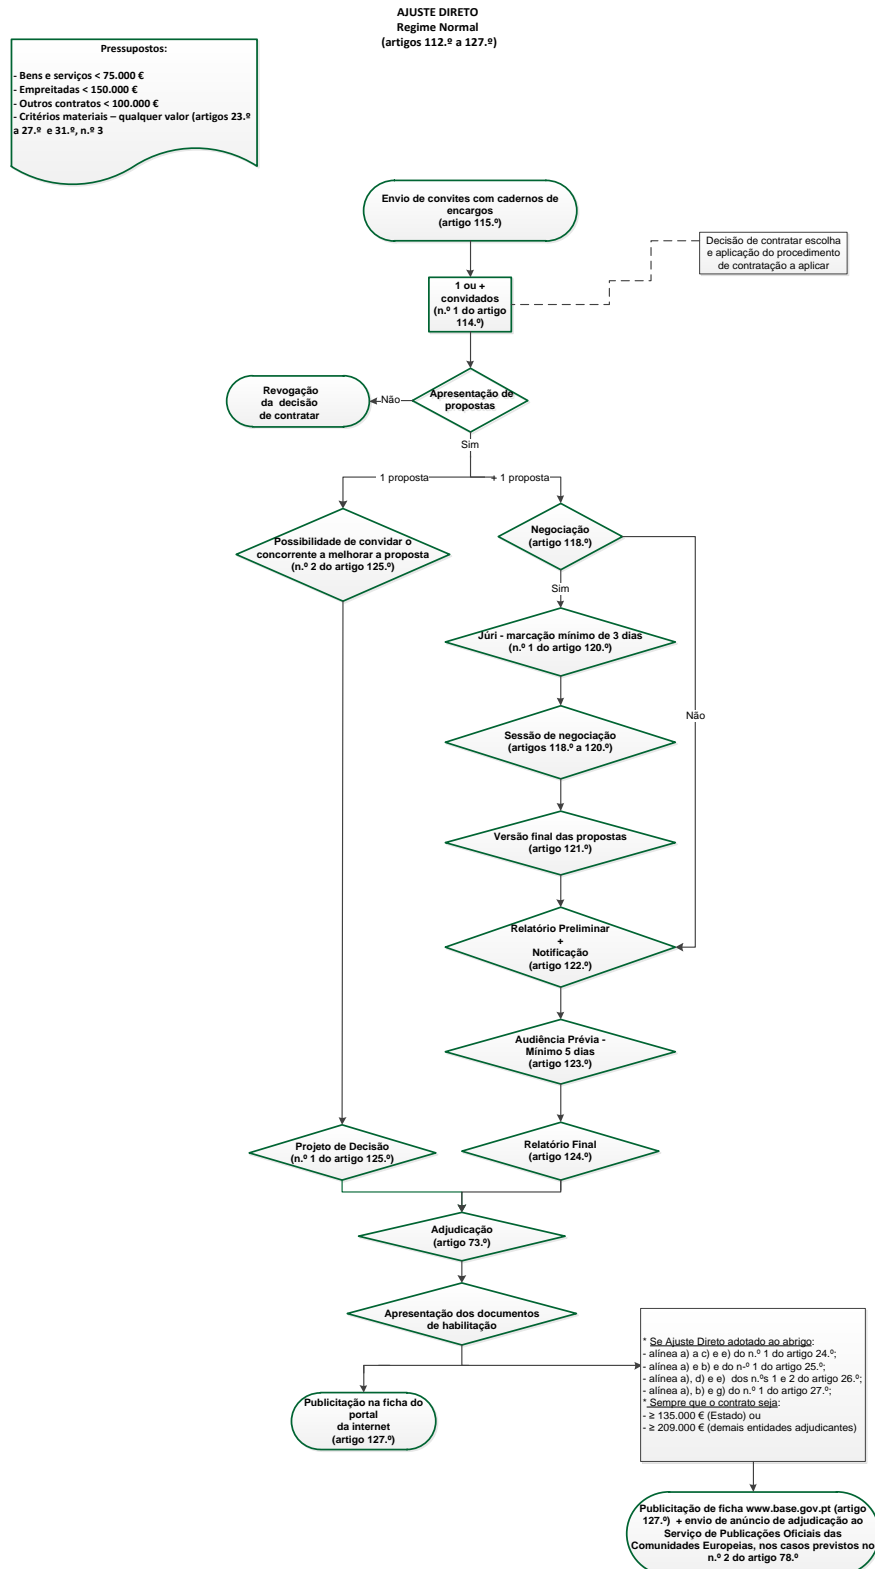 AJUSTE DIRETO
Regime Normal
(artigos 112.º a 127.º)
Pressupostos:
- Bens e serviços < 75.000 €
- Empreitadas < 150.000 €
- Outros contratos < 100.000 €
- Critérios materiais – qualquer valor (artigos 23.º
a 27.º e 31.º, n.º 3
Envio de convites com cadernos de
encargos
(artigo 115.º)
Decisão de contratar escolha
e aplicação do procedimento
de contratação a aplicar
1 ou +
convidados
(n.º 1 do artigo
114.º)
Revogação
da decisão
de contratar
Não
Apresentação de
propostas
Sim
1 proposta
+ 1 proposta
Possibilidade de convidar o
concorrente a melhorar a proposta
(n.º 2 do artigo 125.º)
Negociação
(artigo 118.º)
Sim
Júri - marcação mínimo de 3 dias
(n.º 1 do artigo 120.º)
Não
Sessão de negociação
(artigos 118.º a 120.º)
Versão final das propostas
(artigo 121.º)
Relatório Preliminar
+
Notificação
(artigo 122.º)
Audiência Prévia -
Mínimo 5 dias
(artigo 123.º)
Projeto de Decisão
(n.º 1 do artigo 125.º)
Relatório Final
(artigo 124.º)
Adjudicação
(artigo 73.º)
Apresentação dos documentos
de habilitação
* Se Ajuste Direto adotado ao abrigo:
- alínea a) a c) e e) do n.º 1 do artigo 24.º;
- alínea a) e b) e do n-º 1 do artigo 25.º;
- alínea a), d) e e) dos n.ºs 1 e 2 do artigo 26.º;
- alínea a), b) e g) do n.º 1 do artigo 27.º;
* Sempre que o contrato seja:
- ≥ 135.000 € (Estado) ou
- ≥ 209.000 € (demais entidades adjudicantes)
Publicitação na ficha do
portal
da internet
(artigo 127.º)
Publicitação de ficha www.base.gov.pt (artigo
127.º) + envio de anúncio de adjudicação ao
Serviço de Publicações Oficiais das
Comunidades Europeias, nos casos previstos no
n.º 2 do artigo 78.º